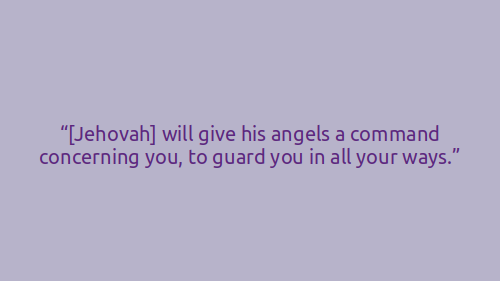 “[Jehovah] will give his angels a command
concerning you, to guard you in all your ways.”